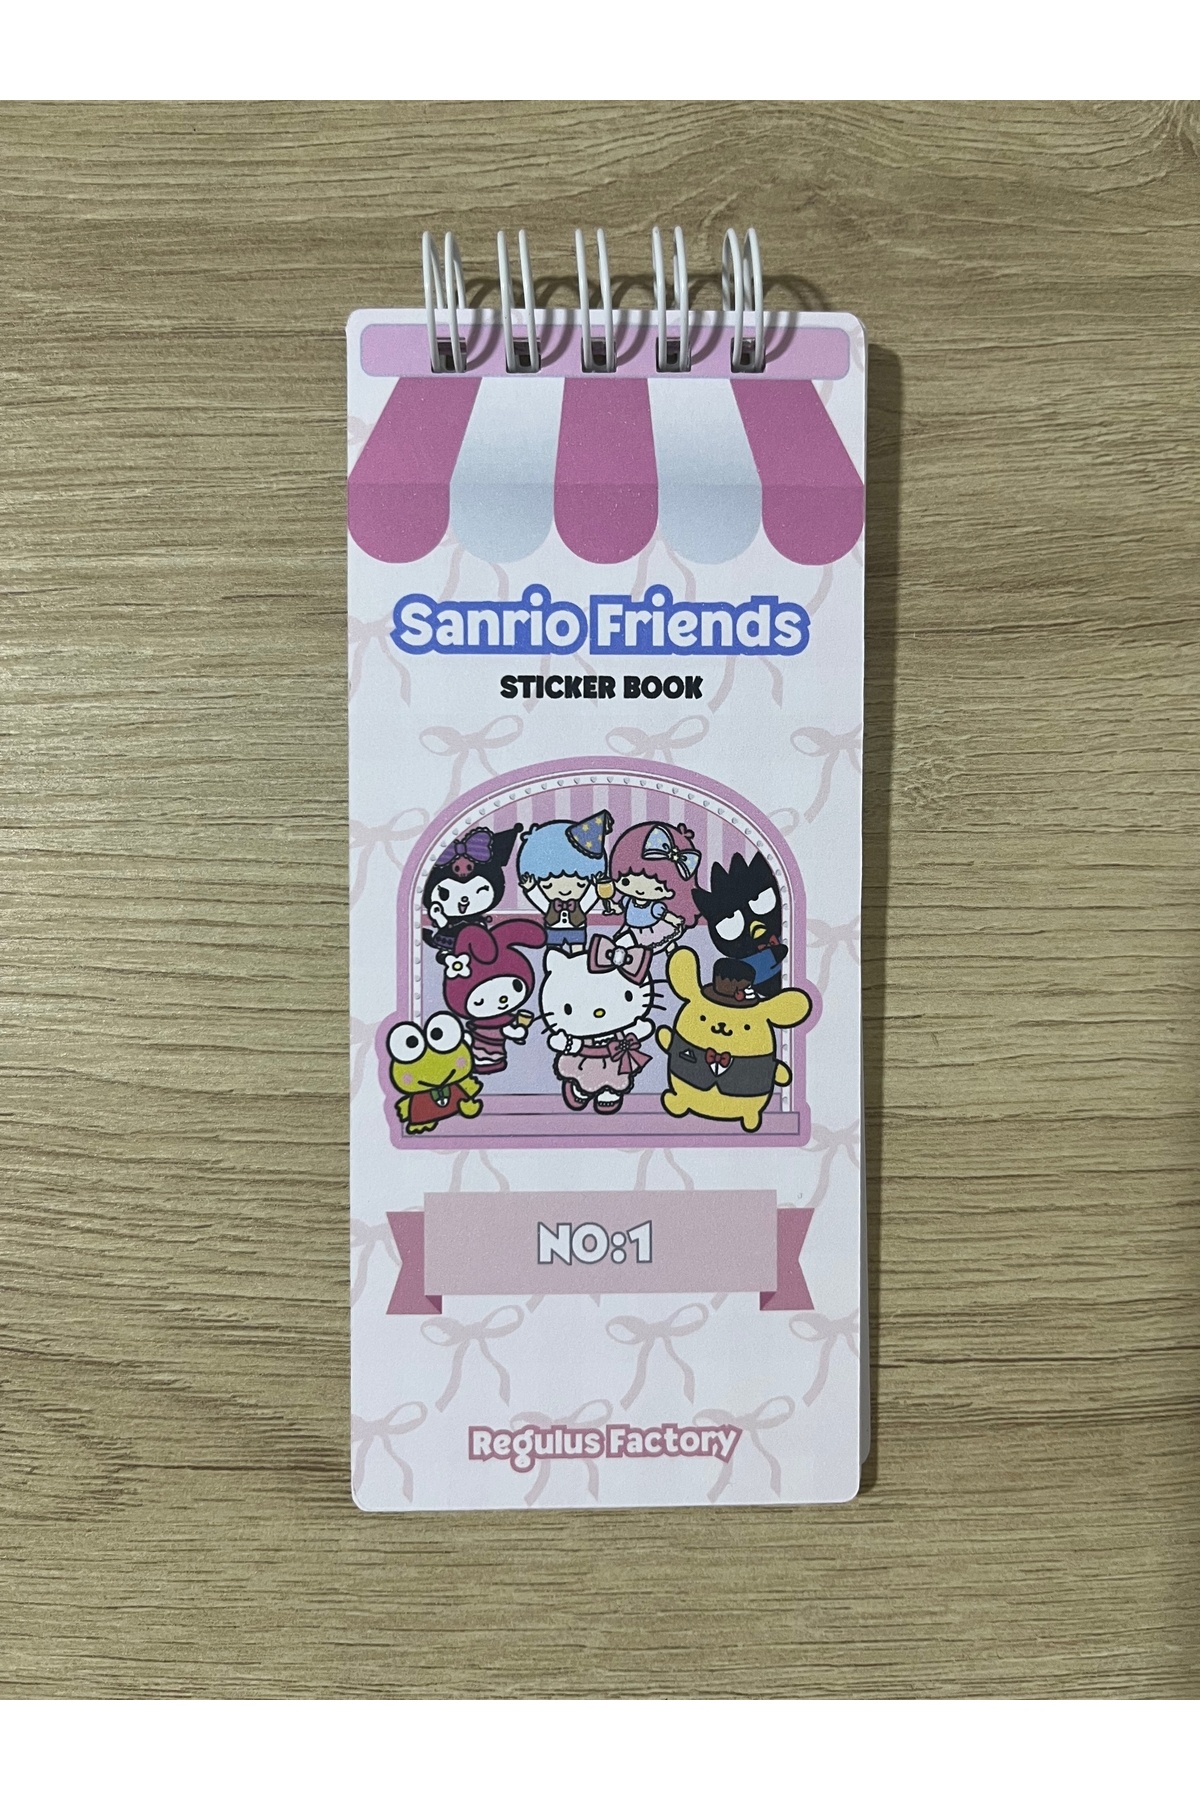 Sanrio Friends
STICKER BOOK
NO:1
Regulus Factory